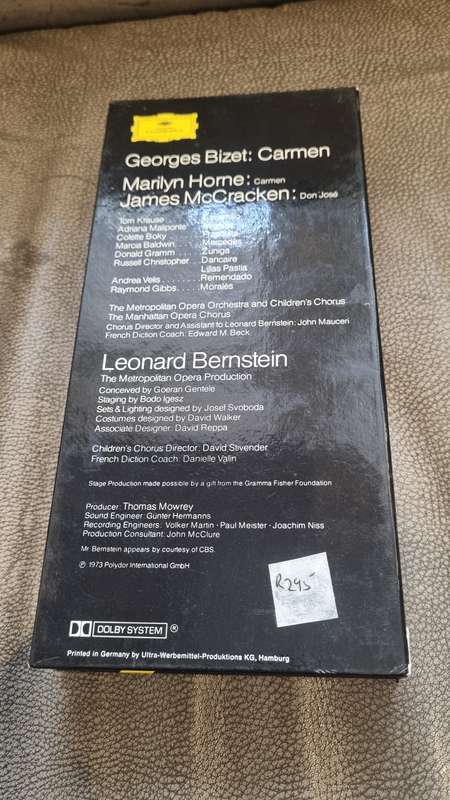 Georges Bizet: Carmen
Marilyn Horne: Carmen
James McCracken: Don José
Tom Krause
Adriana Maliponte
Colette Boky
Marcia Baldwin ..... Mercédès
Donald Gramm ..... Zuniga
Russell Christopher ... Dancaire
Lillas Pastia
Andrea Velis ..... Remendado
Raymond Gibbs ..... Moralès
The Metropolitan Opera Orchestra and Children's Chorus
The Manhattan Opera Chorus
Chorus Director and Assistant to Leonard Bernstein: John Mauceri
French Diction Coach: Edward M. Beck
Leonard Bernstein
The Metropolitan Opera Production
Conceived by Goeran Gentele
Staging by Bodo Igesz
Sets & Lighting designed by Josef Svoboda
Costumes designed by David Walker
Associate Designer: David Reppa
Children's Chorus Director: David Stivender
French Diction Coach: Danielle Valin
Stage Production made possible by a gift from the Gramma Fisher Foundation
Producer: Thomas Mowrey
Sound Engineer: Günter Hermanns
Recording Engineers: Volker Martin · Paul Meister · Joachim Niss
Production Consultant: John McClure
Mr. Bernstein appears by courtesy of CBS.
℗ 1973 Polydor International GmbH
R295
DOLBY SYSTEM ®
Printed in Germany by Ultra-Werbemittel-Produktions KG, Hamburg